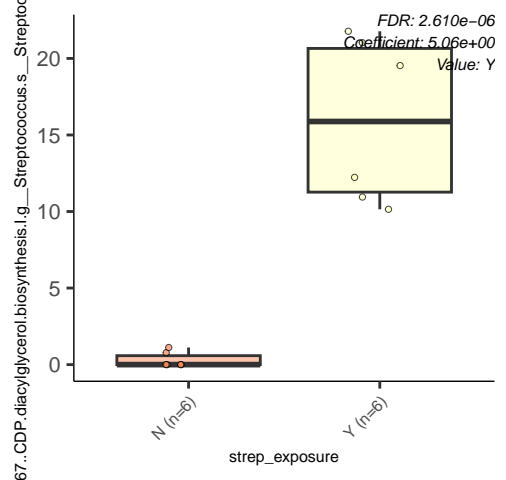 67..CDP.diacylglycerol.biosynthesis.I.g__Streptococcus.s__Streptoc
FDR: 2.610e−06
Coefficient: 5.06e+00
Value: Y
20
15
10
5
0
N (n=6)
Y (n=6)
strep_exposure